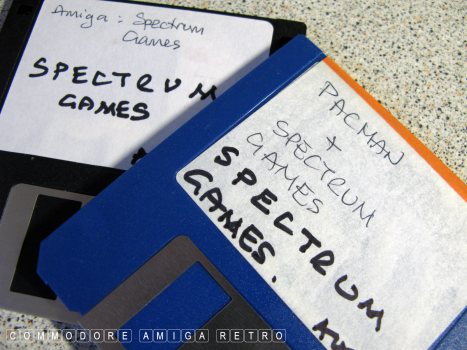 Amiga: Spectrum
Games
SPECTRUM
GAMES
PACMAN
+
SPECTRUM
GAMES
SPECTRUM
GAMES.
COMMODORE AMIGA RETRO